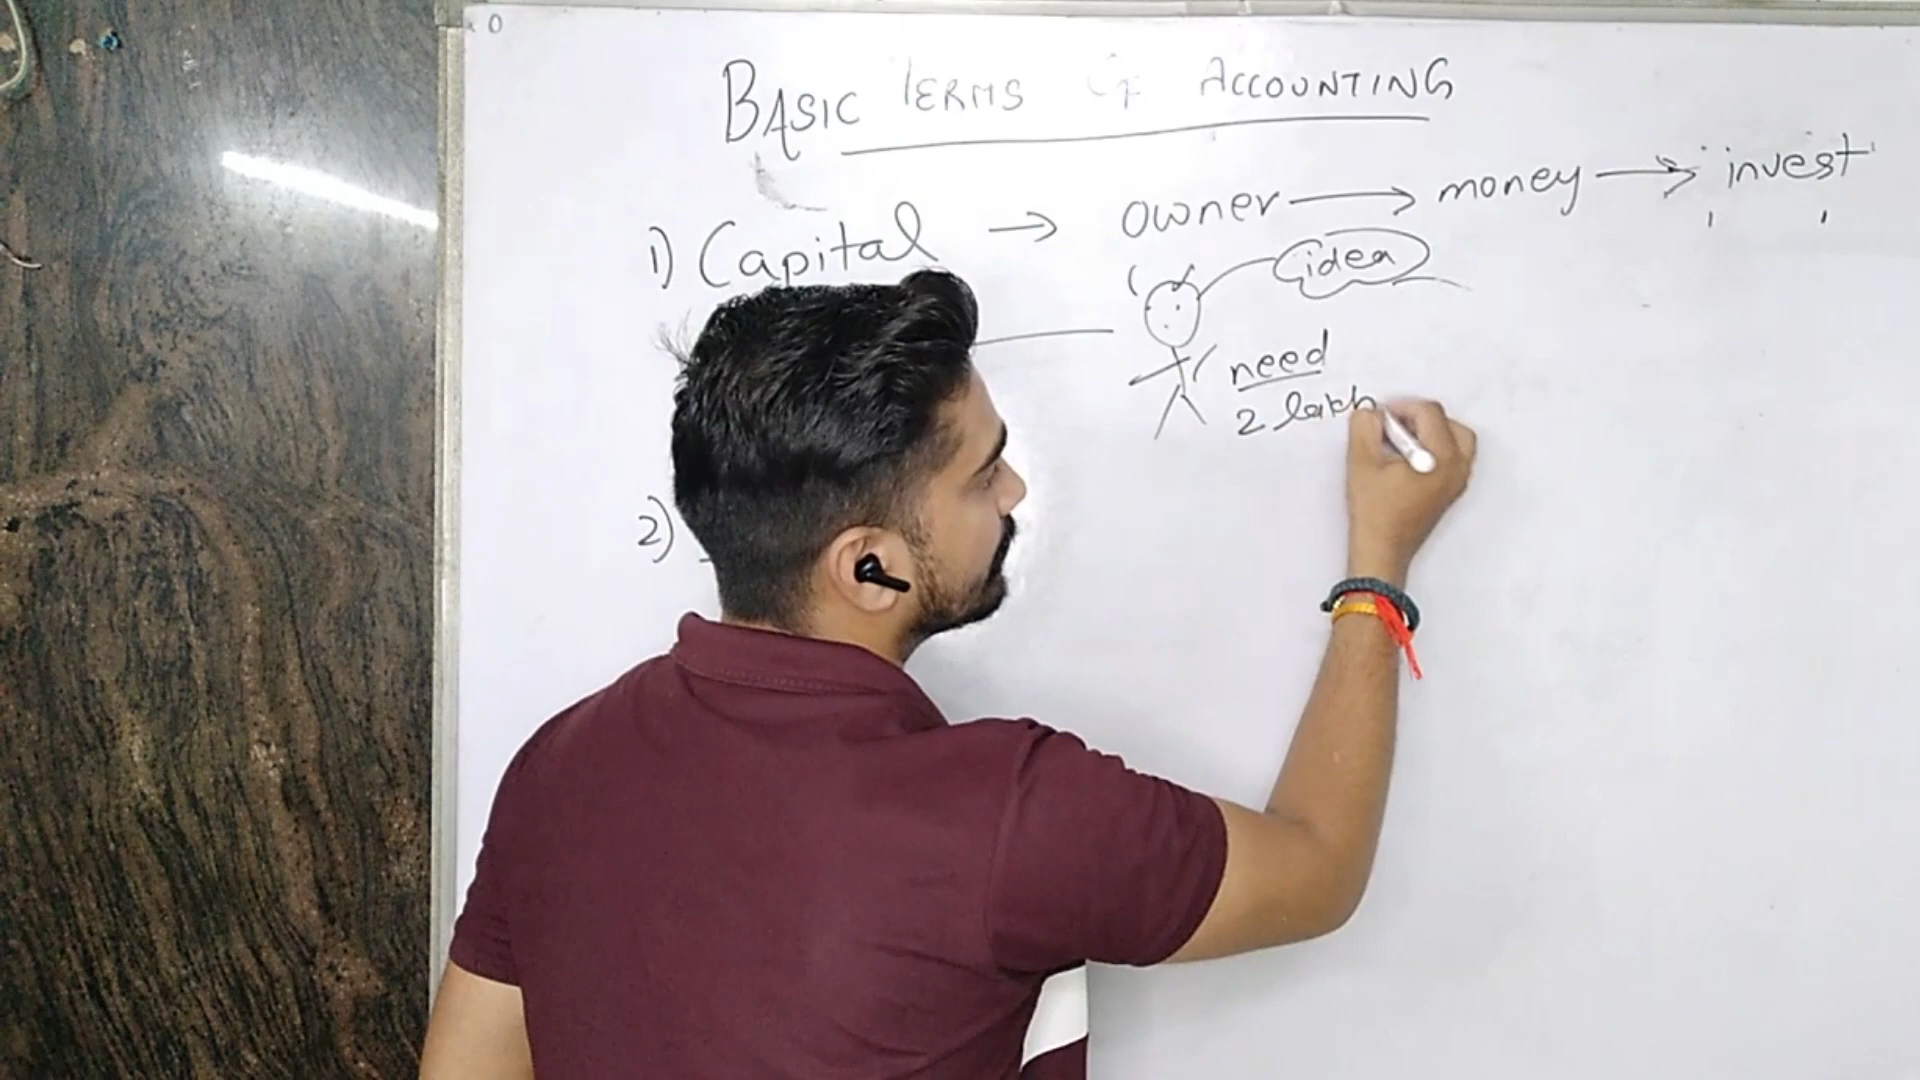 BASIC TERMS OF ACCOUNTING
1) Capital → owner → money → invest
idea
need
2 lakh
2)